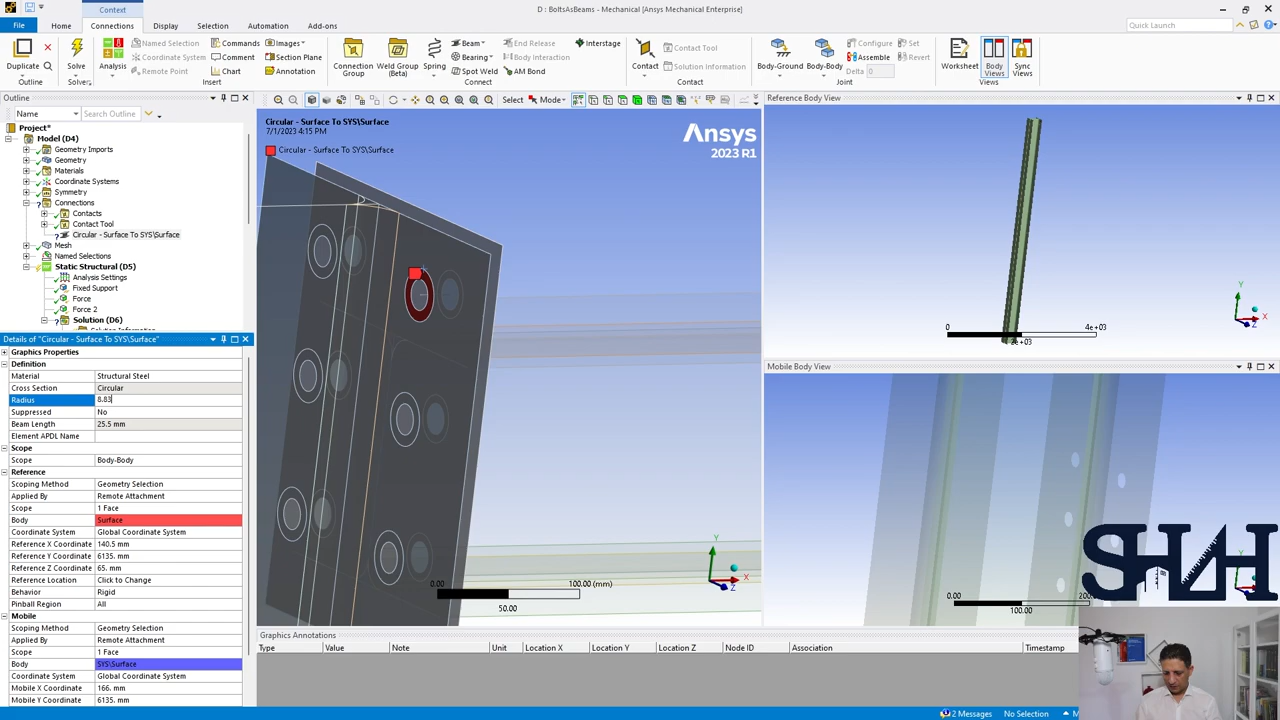 Context
D : BoltsAsBeams - Mechanical [Ansys Mechanical Enterprise]
File Home Connections Display Selection Automation Add-ons Quick Launch
Duplicate Solve Analysis Named Selection Coordinate System Remote Point Commands Comment Chart Images Section Plane Annotations
Connection Group Weld Group (Beta) Spring Beam Bearing Spot Weld End Release Body Interaction AM Bond Interstage
Contact Contact Tool Solution Information Body-Ground Body-Body Configure Assemble Delta 0 Set Revert Worksheet Body Views Sync Views
Outline Solver Insert Connect Contact Joint Views
Outline
Name Search Outline
Select Mode
Project*
Model (D4)
Geometry Imports
Geometry
Materials
Coordinate Systems
Symmetry
Connections
Contacts
Contact Tool
Circular - Surface To SYS\Surface
Mesh
Named Selections
Static Structural (D5)
Analysis Settings
Fixed Support
Force
Force 2
Solution (D6)
Solution Information
Details of "Circular - Surface To SYS\Surface"
Graphics Properties
Definition
Material Structural Steel
Cross Section Circular
Radius 8.83
Suppressed No
Beam Length 25.5 mm
Element APDL Name
Scope
Scope Body-Body
Reference
Scoping Method Geometry Selection
Applied By Remote Attachment
Scope 1 Face
Body Surface
Coordinate System Global Coordinate System
Reference X Coordinate 140.5 mm
Reference Y Coordinate 6135. mm
Reference Z Coordinate 65. mm
Reference Location Click to Change
Behavior Rigid
Pinball Region All
Mobile
Scoping Method Geometry Selection
Applied By Remote Attachment
Scope 1 Face
Body SYS\Surface
Coordinate System Global Coordinate System
Mobile X Coordinate 166. mm
Mobile Y Coordinate 6135. mm
Circular - Surface To SYS\Surface
7/1/2023 4:15 PM
Circular - Surface To SYS\Surface
Ansys
2023 R1
0.00 100.00 (mm)
50.00
Y
X
Z
Reference Body View
0 4e+03
2e+03
Y
X
Z
Mobile Body View
0.00
100.00
Graphics Annotations
Type Value Note Unit Location X Location Y Location Z Node ID Association Timestamp
2 Messages No Selection